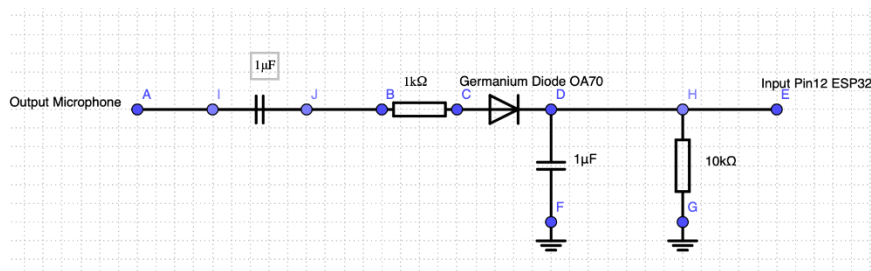 1µF
1kΩ
Germanium Diode OA70
Input Pin12 ESP32
Output Microphone
A
I
J
B
C
D
H
E
1µF
10kΩ
F
G